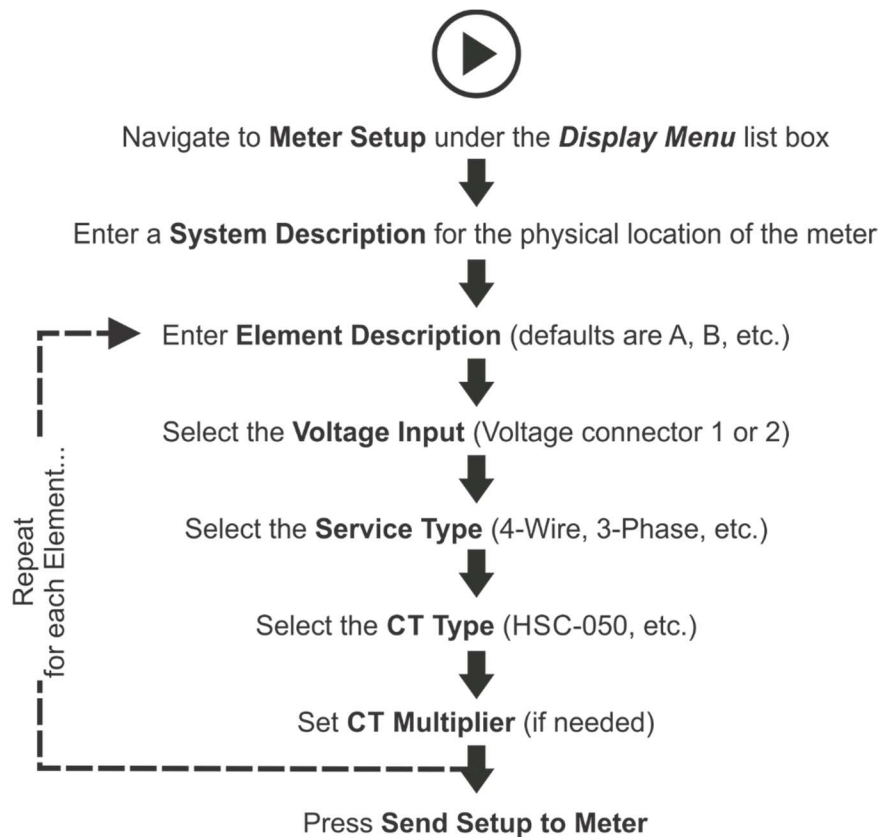 Navigate to Meter Setup under the Display Menu list box
Enter a System Description for the physical location of the meter
Enter Element Description (defaults are A, B, etc.)
Select the Voltage Input (Voltage connector 1 or 2)
Select the Service Type (4-Wire, 3-Phase, etc.)
Select the CT Type (HSC-050, etc.)
Set CT Multiplier (if needed)
Repeat
for each Element...
Press Send Setup to Meter